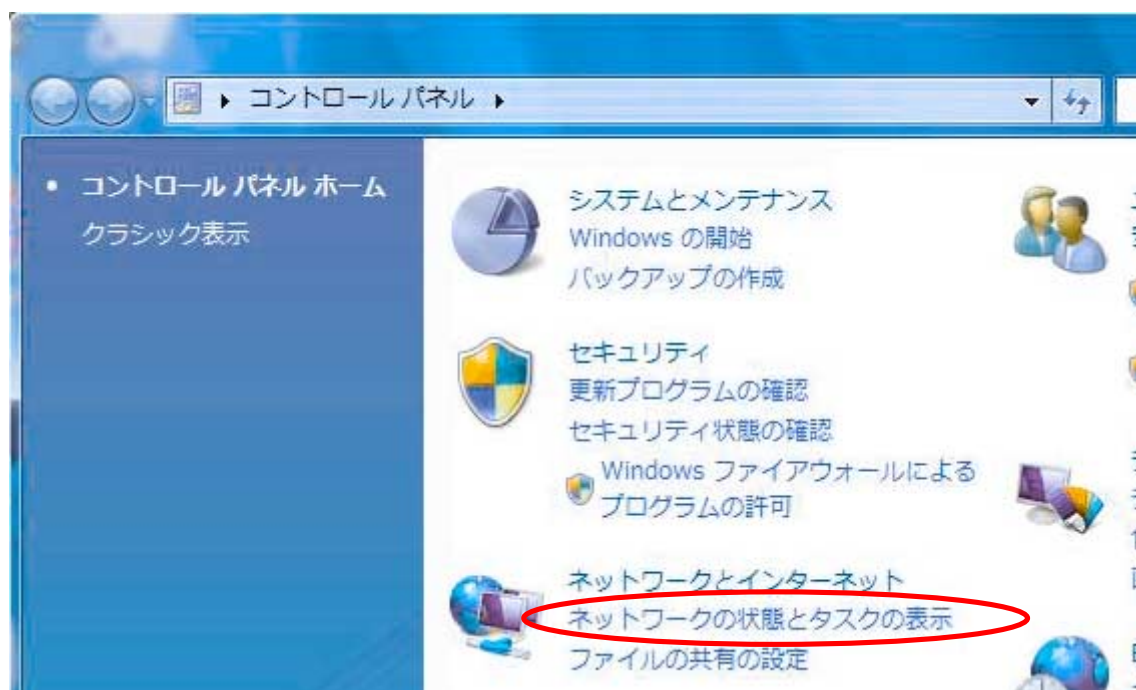 コントロール パネル
コントロール パネル ホーム
クラシック表示
システムとメンテナンス
Windows の開始
バックアップの作成
セキュリティ
更新プログラムの確認
セキュリティ状態の確認
Windows ファイアウォールによる
プログラムの許可
ネットワークとインターネット
ネットワークの状態とタスクの表示
ファイルの共有の設定